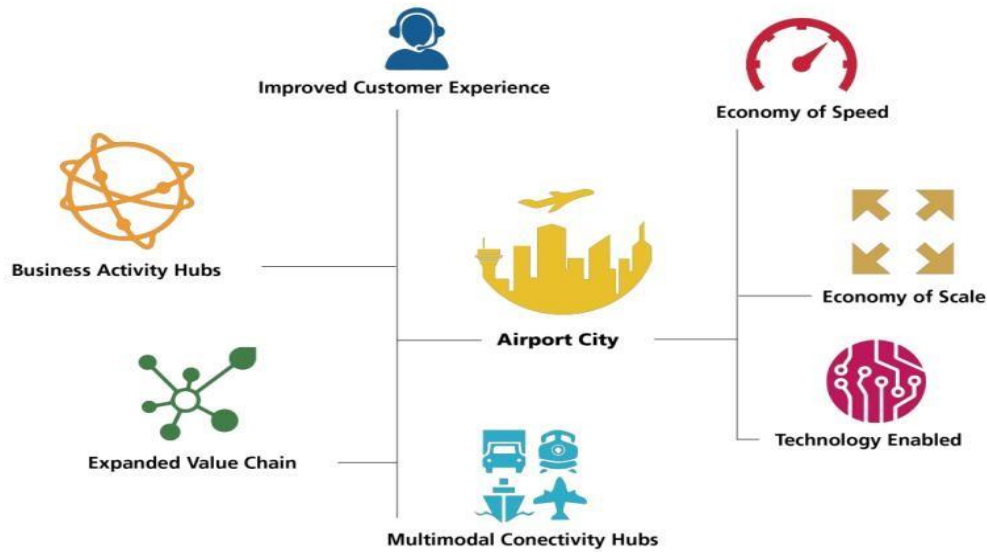 Improved Customer Experience
Economy of Speed
Business Activity Hubs
Economy of Scale
Airport City
Technology Enabled
Expanded Value Chain
Multimodal Conectivity Hubs